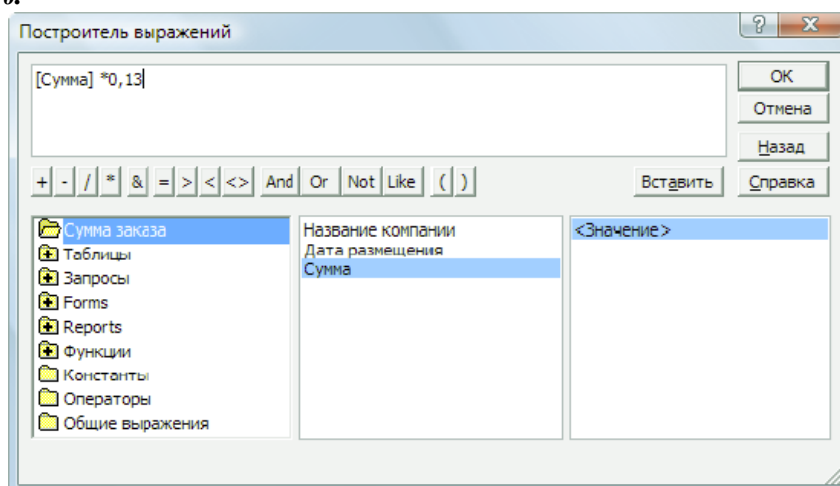 Построитель выражений
[Сумма] *0,13
OK
Отмена
Назад
+ - / * & = > < <> And Or Not Like ( )
Вставить
Справка
Сумма заказа
Таблицы
Запросы
Forms
Reports
Функции
Константы
Операторы
Общие выражения
Название компании
Дата размещения
Сумма
<Значение>